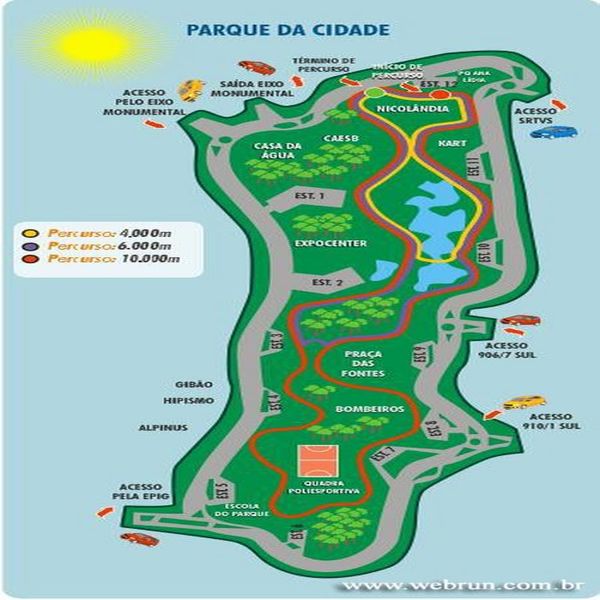 PARQUE DA CIDADE
TÉRMINO DE
PERCURSO
INÍCIO DE
PERCURSO
EST. 12
PQ ANA
LÍDIA
SAÍDA EIXO
MONUMENTAL
ACESSO
PELO EIXO
MONUMENTAL
ACESSO
SRTVS
NICOLÂNDIA
CAESB
CASA DA
ÁGUA
KART
EST. 11
EST. 1
EXPOCENTER
EST. 10
EST. 2
Percurso: 4.000m
Percurso: 6.000m
Percurso: 10.000m
EST. 3
PRAÇA
DAS
FONTES
EST. 9
ACESSO
906/7 SUL
GIBÃO
HIPISMO
EST. 4
BOMBEIROS
ACESSO
910/1 SUL
ALPINUS
EST. 8
EST. 7
ACESSO
PELA EPIG
EST. 5
QUADRA
POLIESPORTIVA
ESCOLA
DO PARQUE
EST. 6
www.webrun.com.br